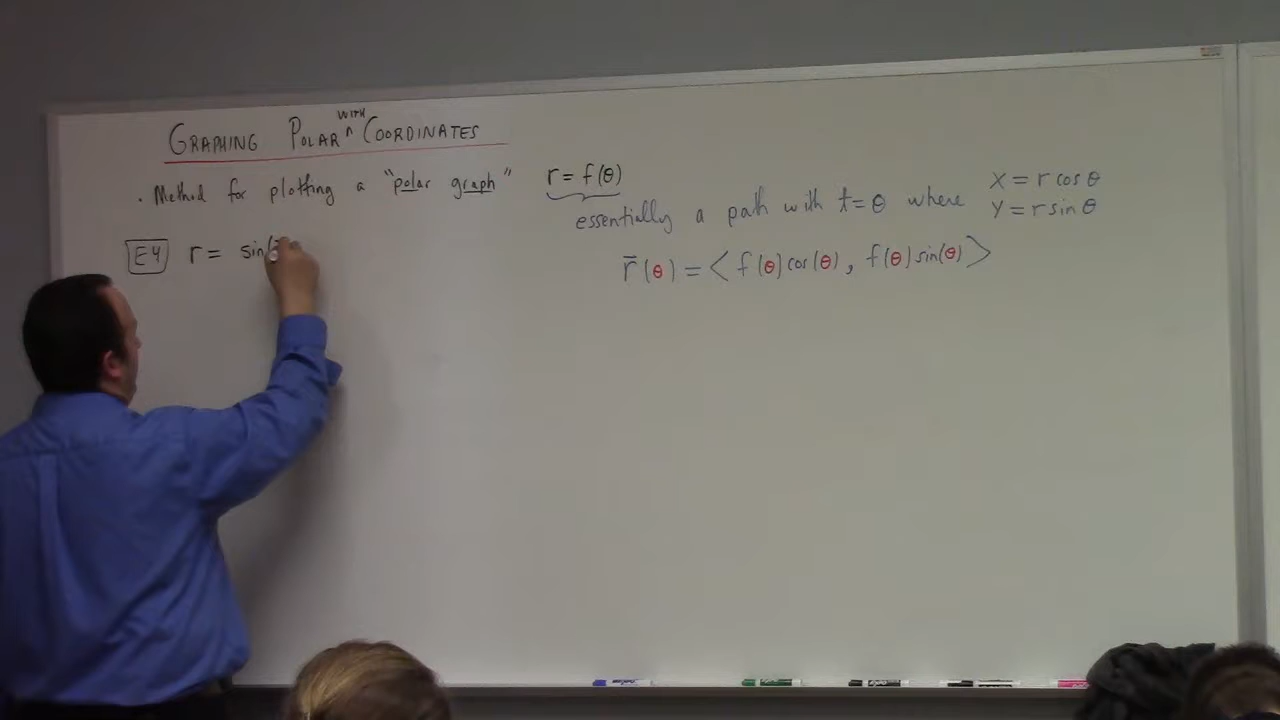 GRAPHING POLAR WITH COORDINATES
· Method for plotting a "polar graph" r = f(θ)
essentially a path with t = θ where x = r cos θ
y = r sin θ
E4 r = sin(
r⃗(θ) = < f(θ) cos(θ), f(θ) sin(θ) >